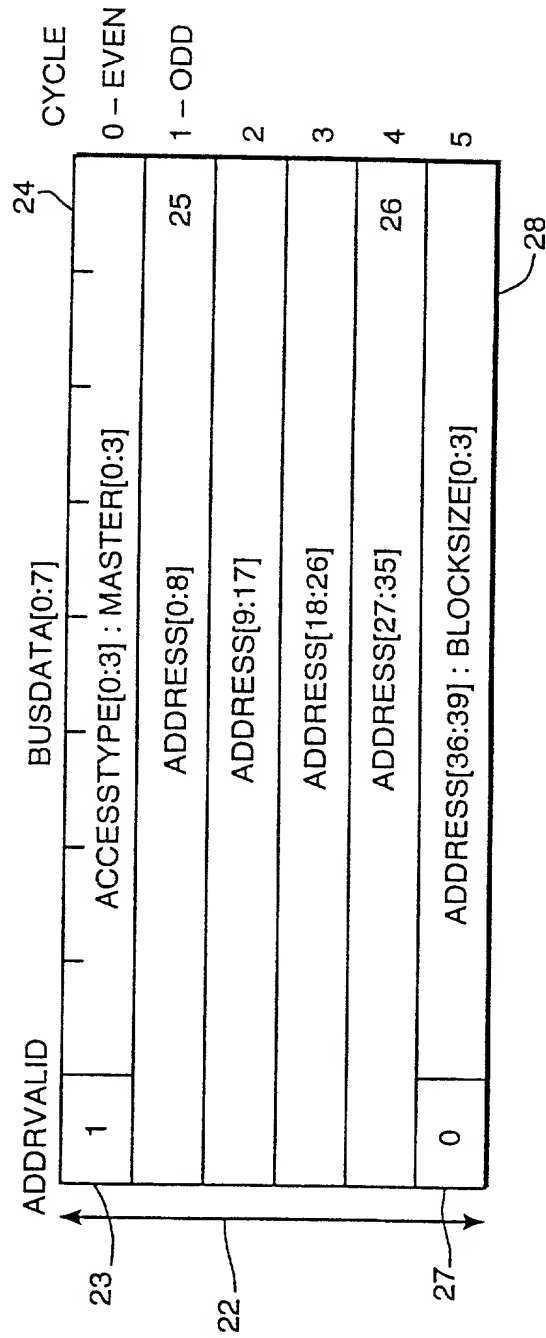 ADDRVALID BUSDATA[0:7] CYCLE
24
23 1 ACCESSTYPE[0:3] : MASTER[0:3] 0 – EVEN
ADDRESS[0:8] 25 1 – ODD
22 ADDRESS[9:17] 2
ADDRESS[18:26] 3
ADDRESS[27:35] 26 4
27 0 ADDRESS[36:39] : BLOCKSIZE[0:3] 5
28